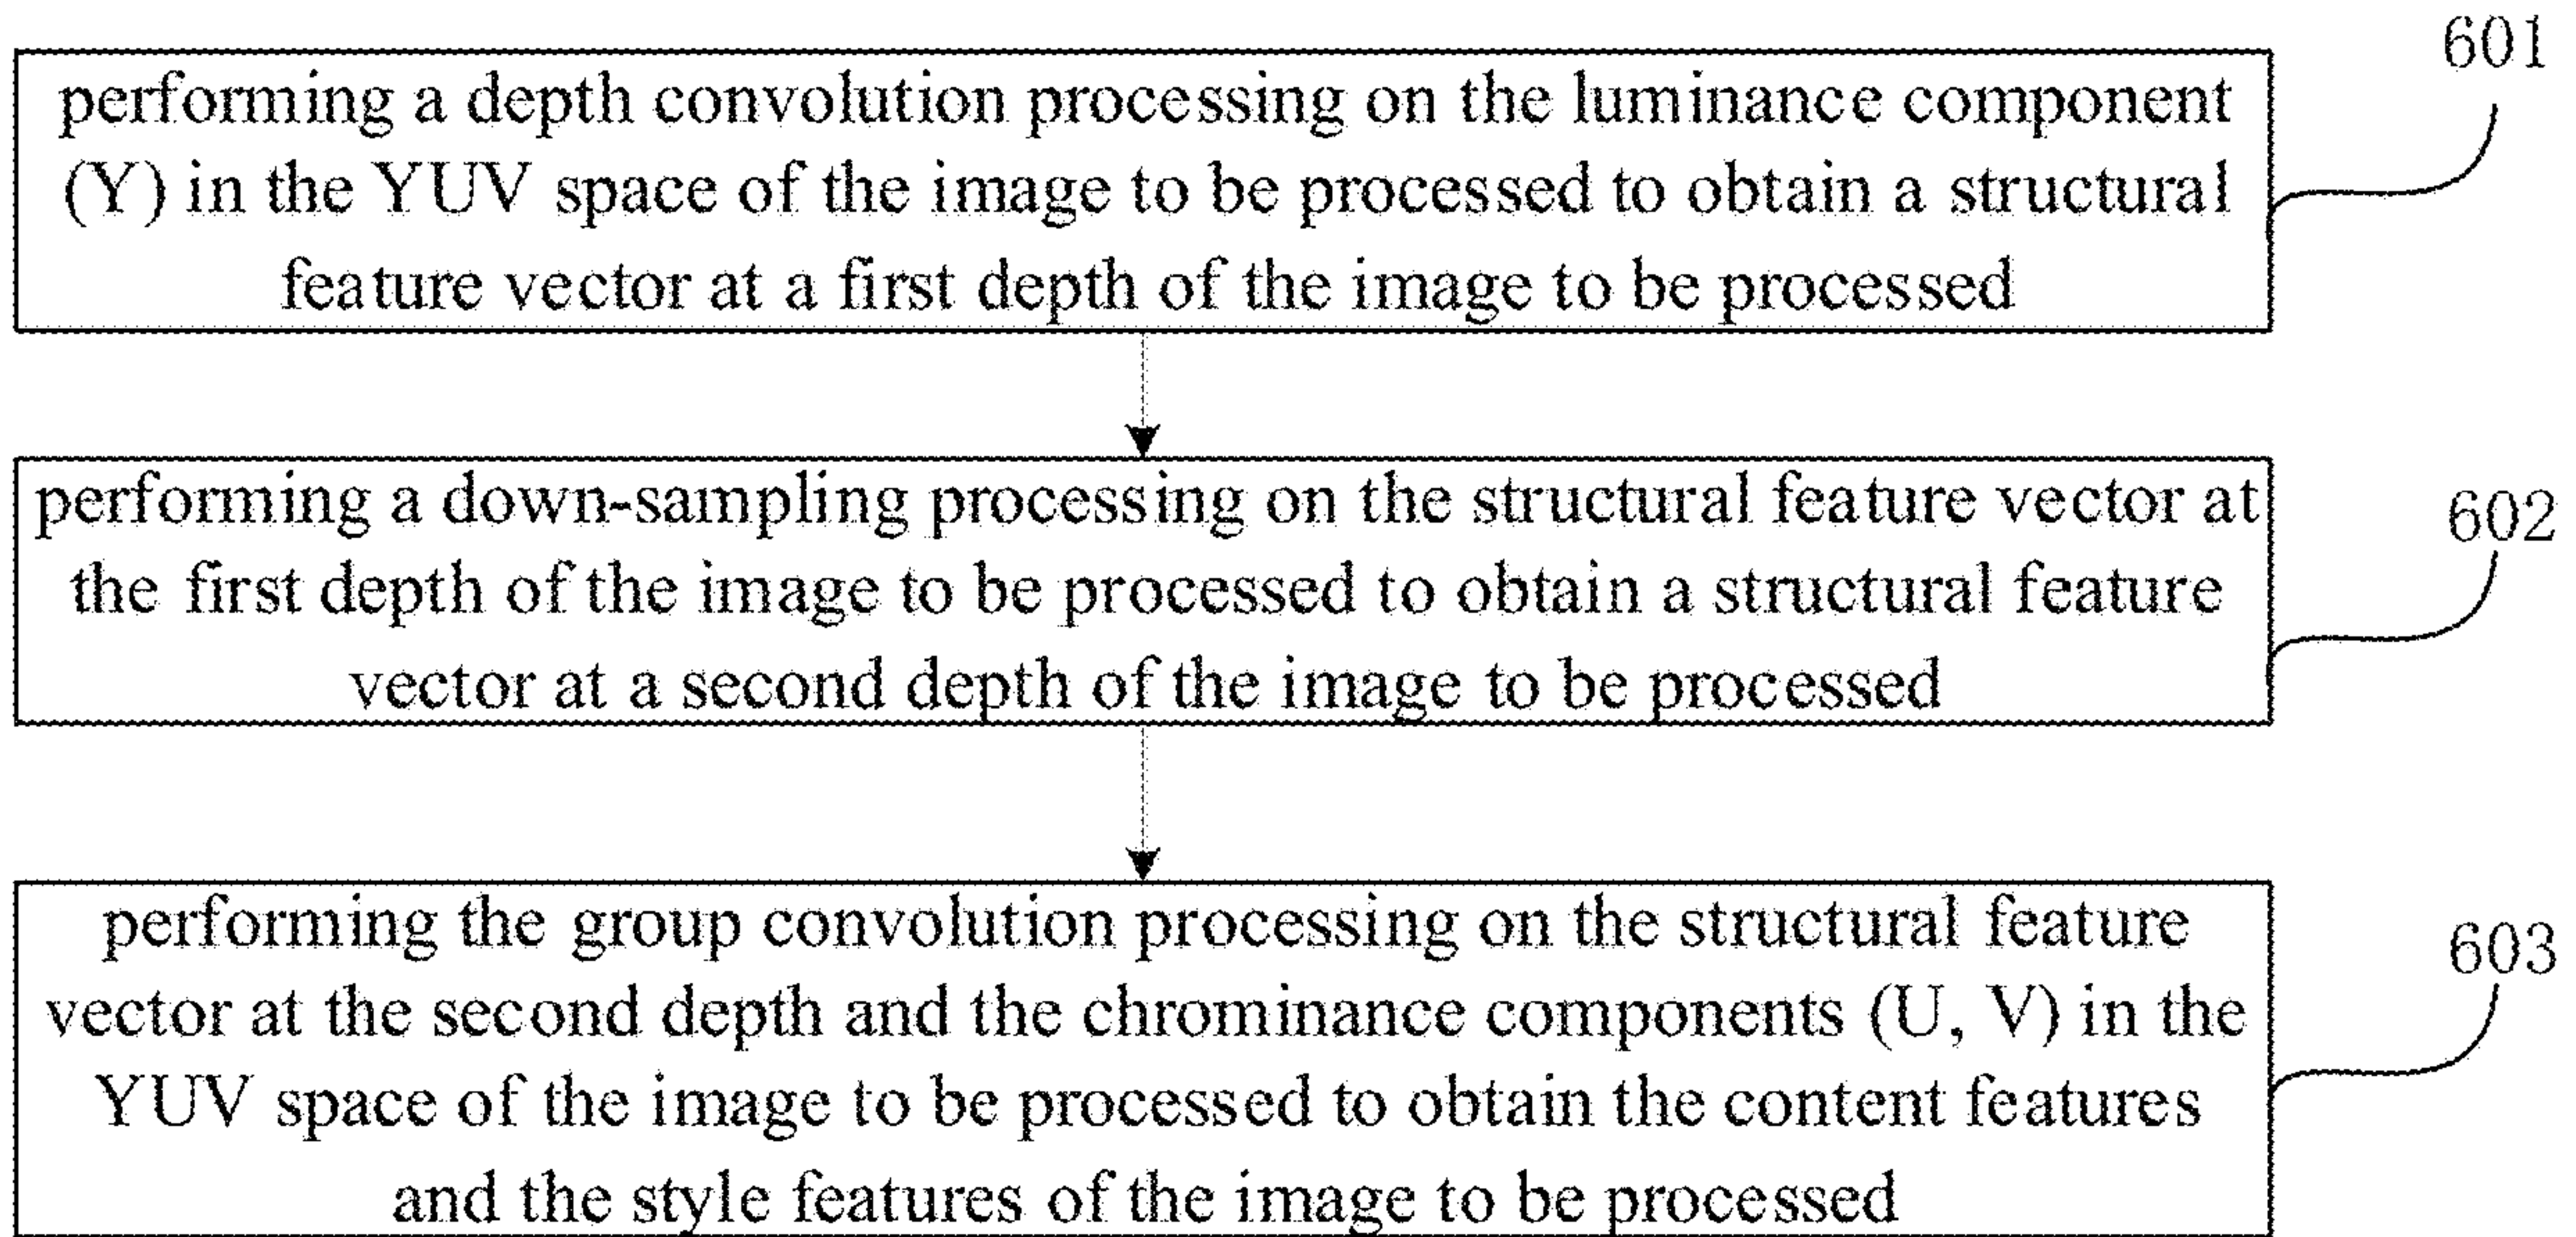 601
performing a depth convolution processing on the luminance component
(Y) in the YUV space of the image to be processed to obtain a structural
feature vector at a first depth of the image to be processed
602
performing a down-sampling processing on the structural feature vector at
the first depth of the image to be processed to obtain a structural feature
vector at a second depth of the image to be processed
603
performing the group convolution processing on the structural feature
vector at the second depth and the chrominance components (U, V) in the
YUV space of the image to be processed to obtain the content features
and the style features of the image to be processed